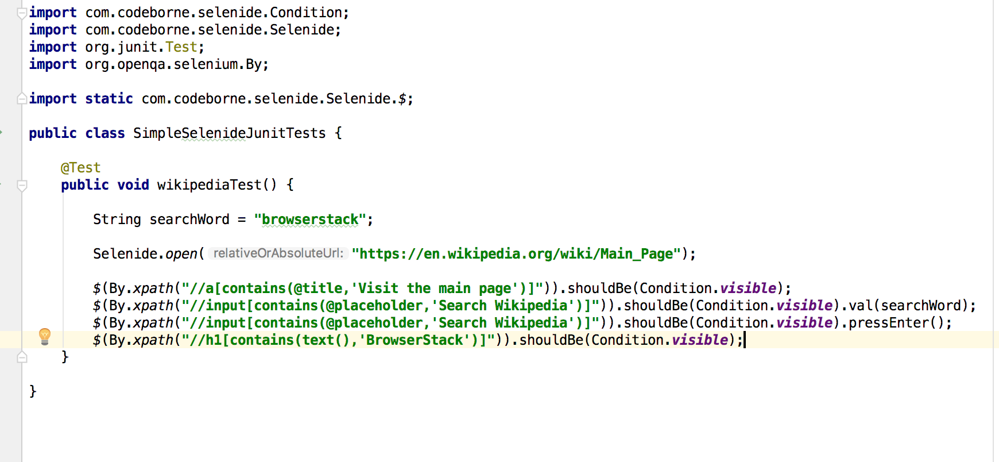 import com.codeborne.selenide.Condition;
import com.codeborne.selenide.Selenide;
import org.junit.Test;
import org.openqa.selenium.By;

import static com.codeborne.selenide.Selenide.$;

public class SimpleSelenideJunitTests {

    @Test
    public void wikipediaTest() {

        String searchWord = "browserstack";

        Selenide.open( relativeOrAbsoluteUrl: "https://en.wikipedia.org/wiki/Main_Page");

        $(By.xpath("//a[contains(@title,'Visit the main page')]")).shouldBe(Condition.visible);
        $(By.xpath("//input[contains(@placeholder,'Search Wikipedia')]")).shouldBe(Condition.visible).val(searchWord);
        $(By.xpath("//input[contains(@placeholder,'Search Wikipedia')]")).shouldBe(Condition.visible).pressEnter();
        $(By.xpath("//h1[contains(text(),'BrowserStack')]")).shouldBe(Condition.visible);
    }

}